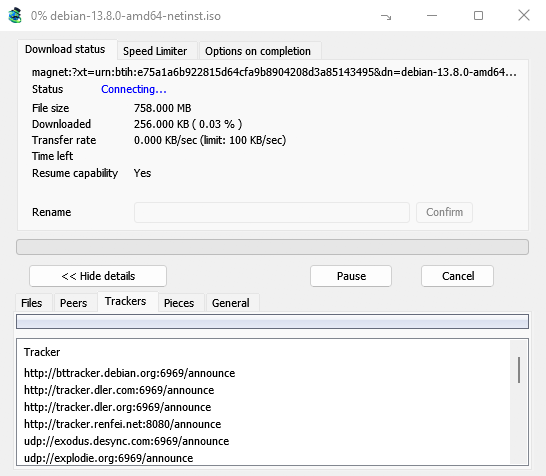 0% debian-13.8.0-amd64-netinst.iso
Download status Speed Limiter Options on completion
magnet:?xt=urn:btih:e75a1a6b922815d64cfa9b8904208d3a85143495&dn=debian-13.8.0-amd64...
Status Connecting...
File size 758.000 MB
Downloaded 256.000 KB ( 0.03 % )
Transfer rate 0.000 KB/sec (limit: 100 KB/sec)
Time left
Resume capability Yes
Rename Confirm
<< Hide details Pause Cancel
Files Peers Trackers Pieces General
Tracker
http://bttracker.debian.org:6969/announce
http://tracker.dler.com:6969/announce
http://tracker.dler.org:6969/announce
http://tracker.renfei.net:8080/announce
udp://exodus.desync.com:6969/announce
udp://explodie.org:6969/announce